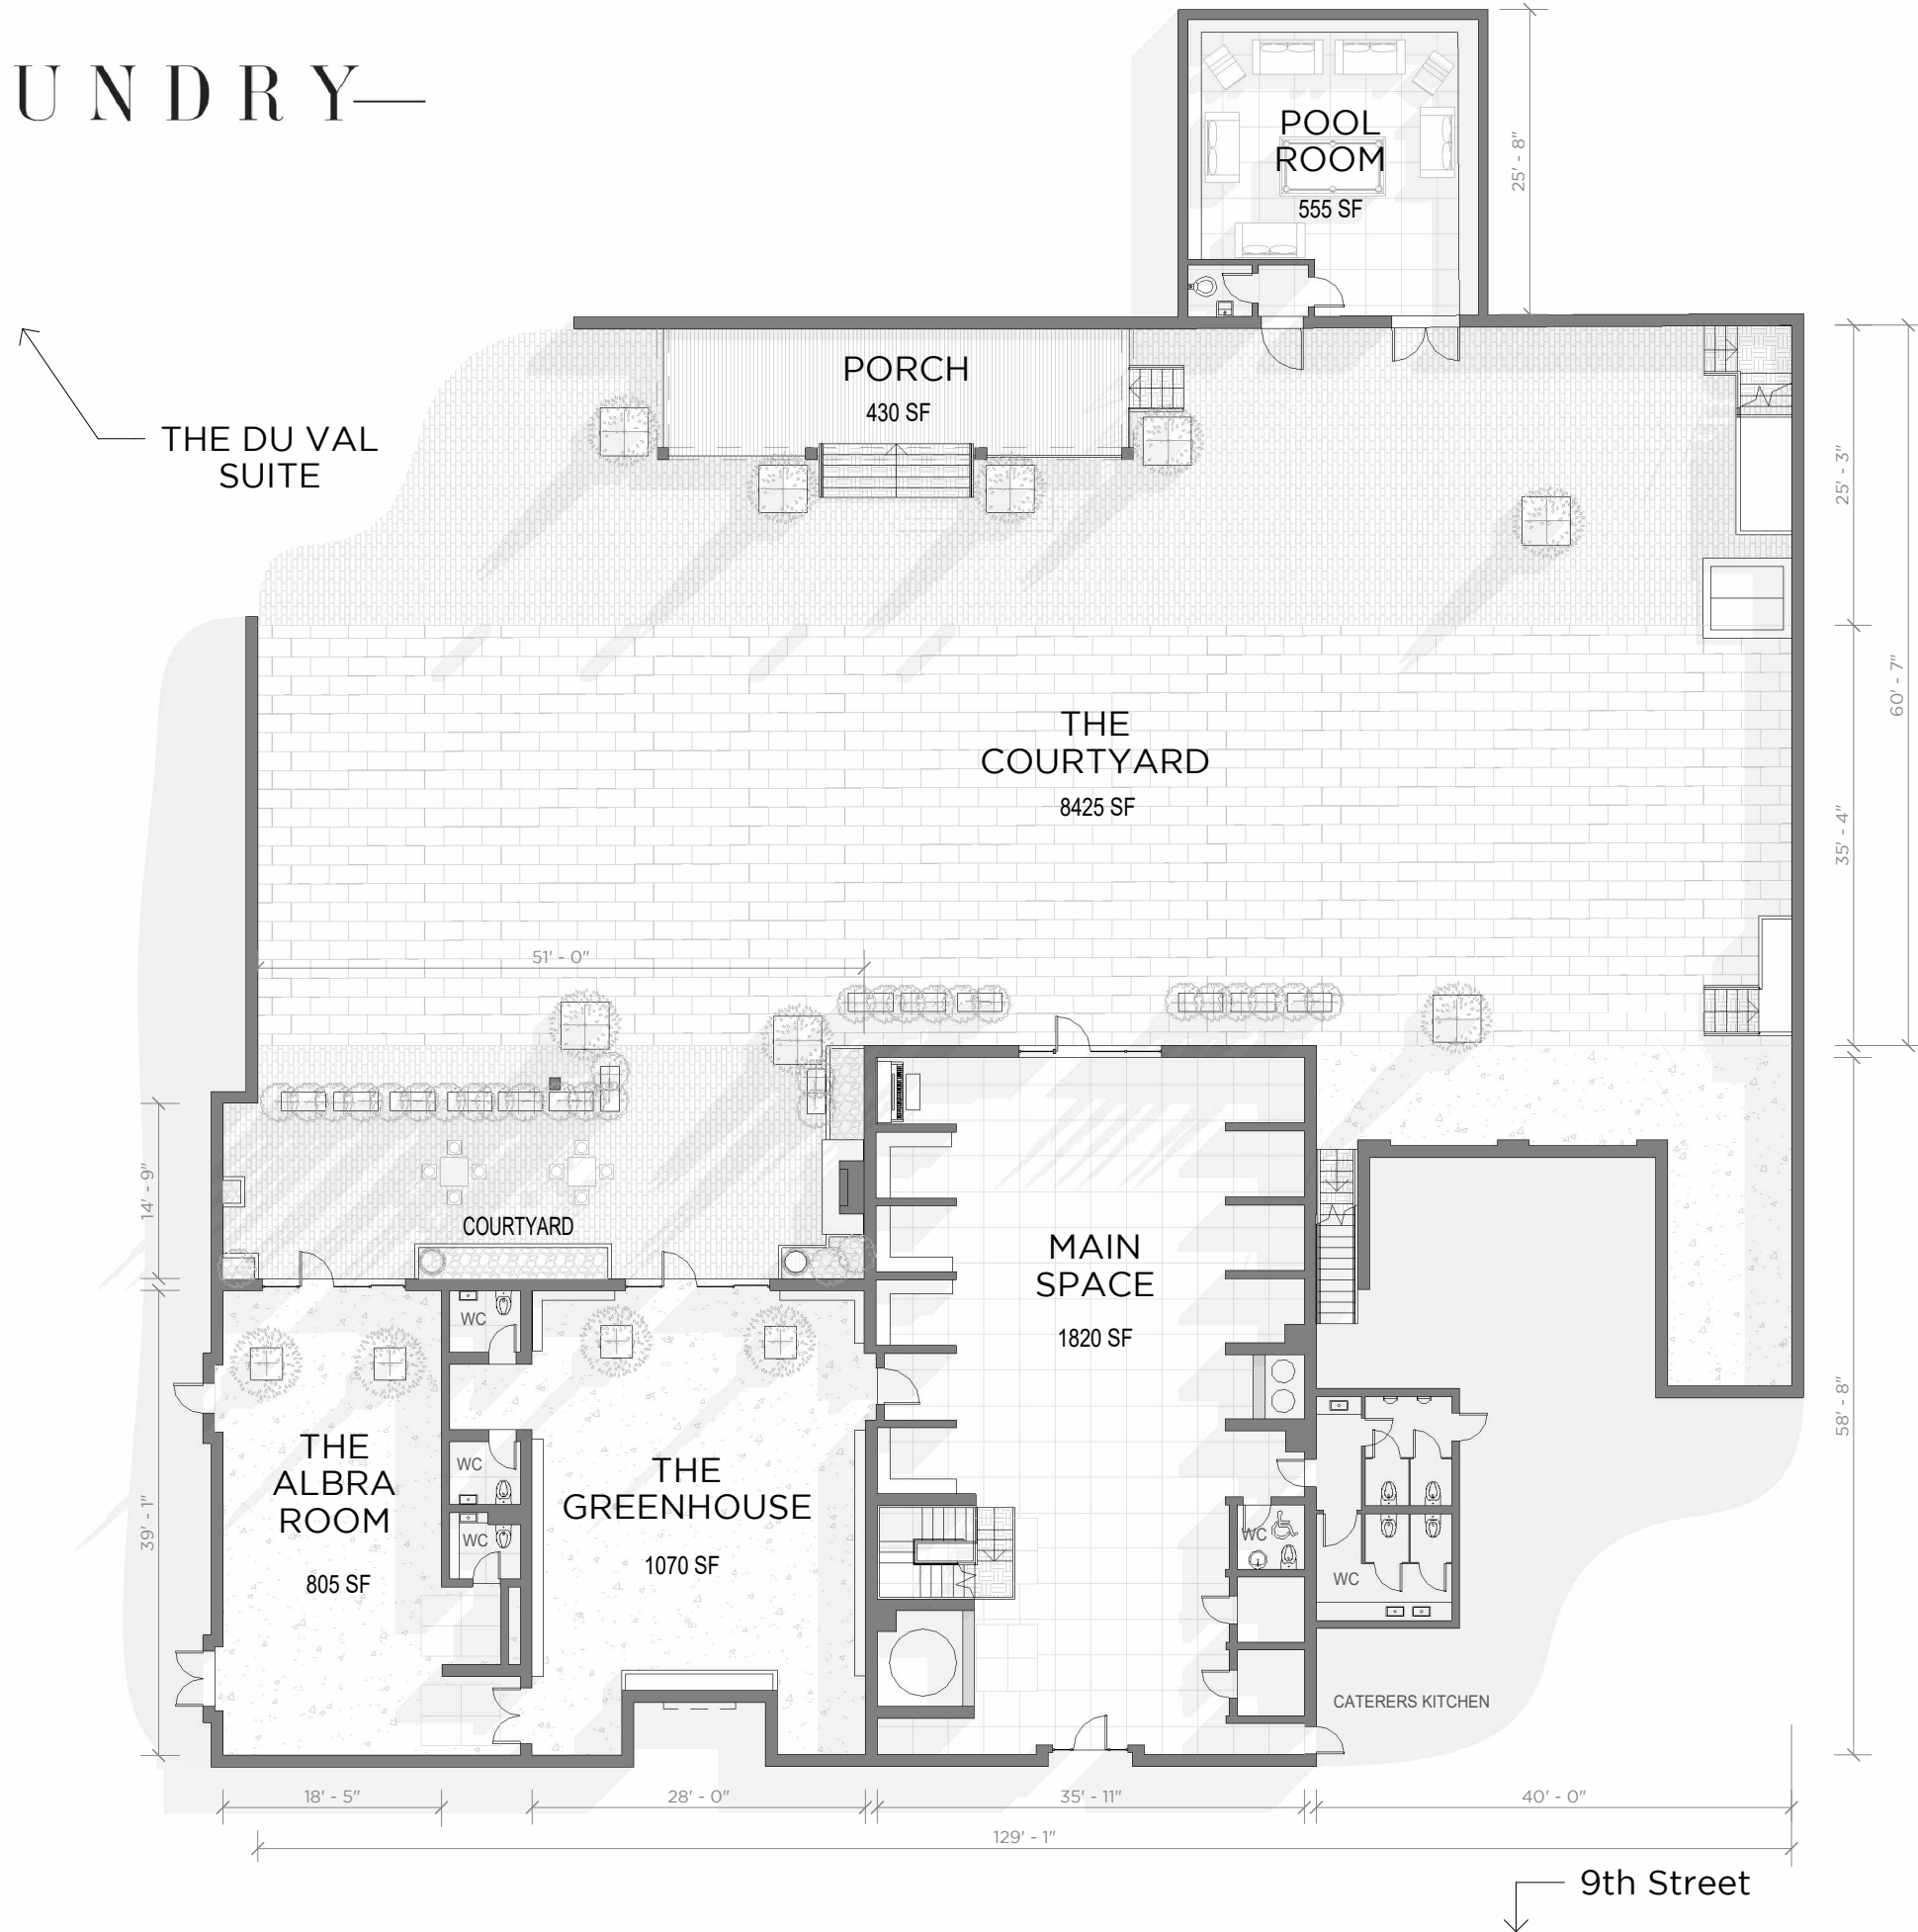 UNDRY
POOL
ROOM
555 SF
25' - 8"
PORCH
430 SF
THE DU VAL
SUITE
25' - 3"
60' - 7"
THE
COURTYARD
8425 SF
35' - 4"
51' - 0"
14' - 9"
COURTYARD
MAIN
SPACE
1820 SF
WC
58' - 8"
THE
ALBRA
ROOM
805 SF
WC
THE
GREENHOUSE
1070 SF
39' - 1"
WC
WC
WC
CATERERS KITCHEN
18' - 5"
28' - 0"
35' - 11"
40' - 0"
129' - 1"
9th Street